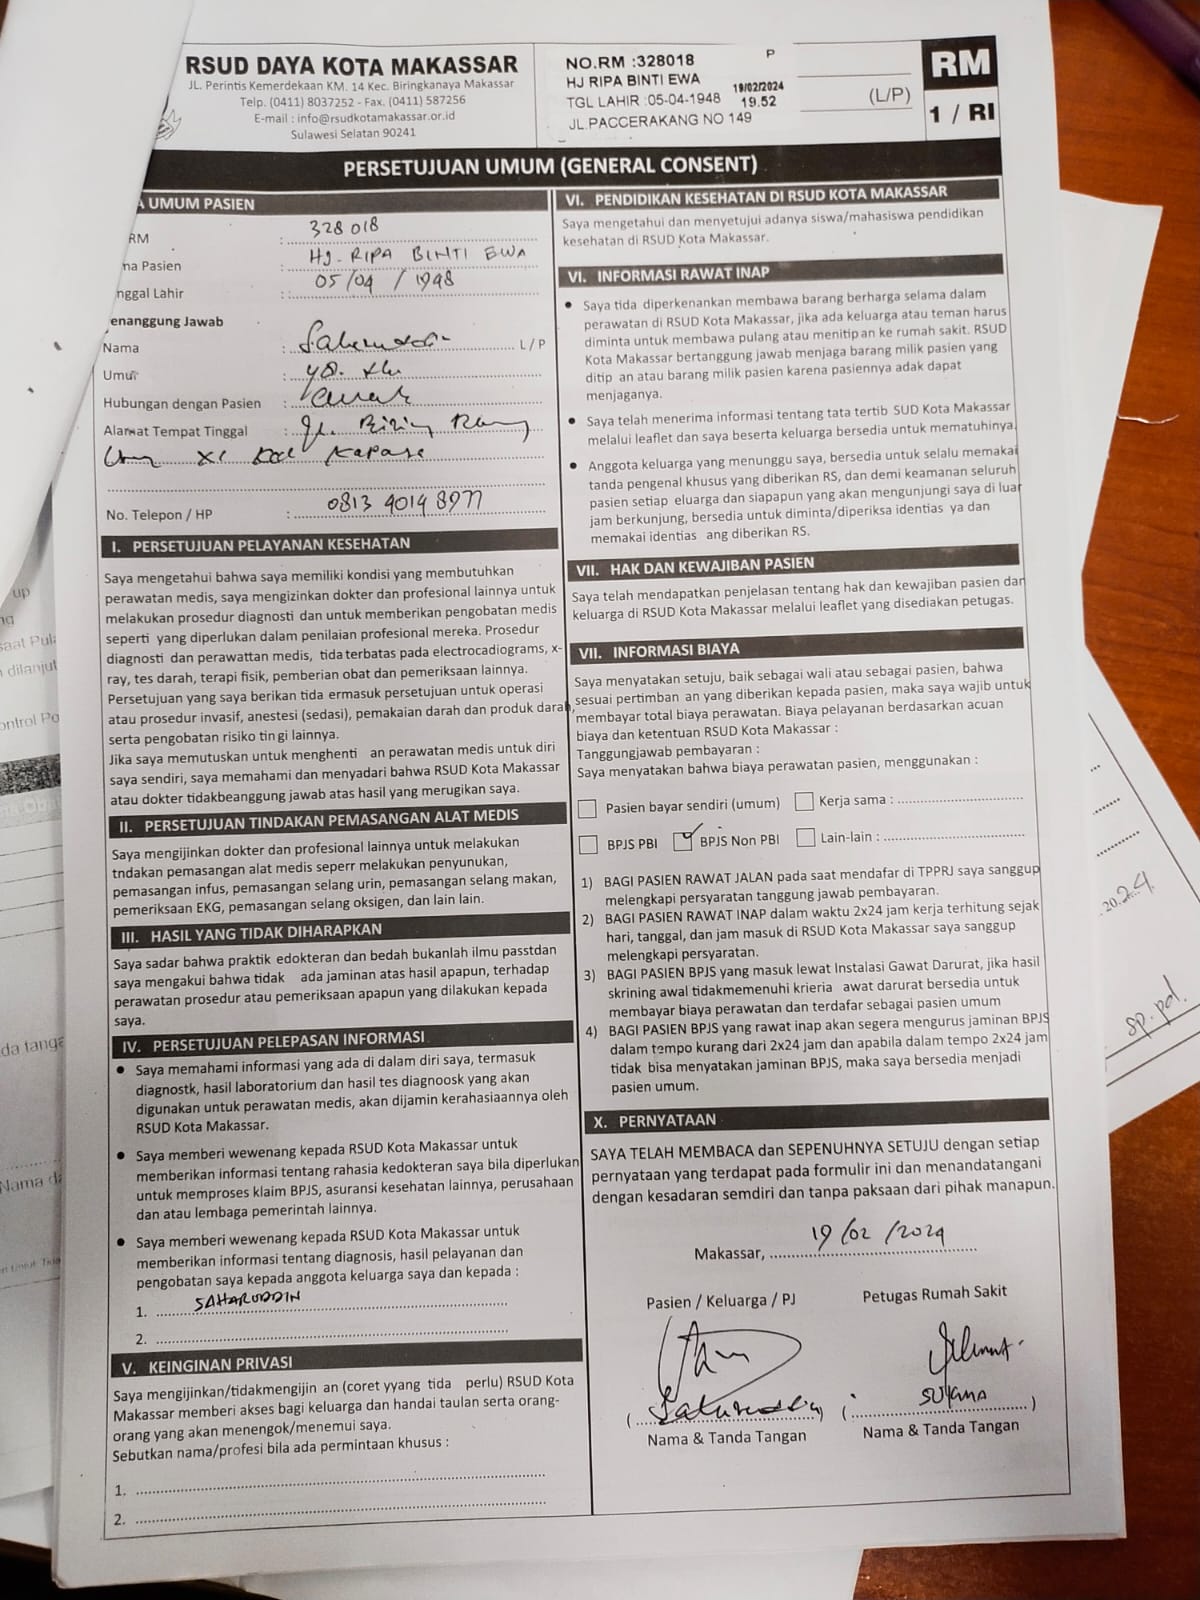 RSUD DAYA KOTA MAKASSAR
JL. Perintis Kemerdekaan KM. 14 Kec. Biringkanaya Makassar
Telp. (0411) 8037252 - Fax. (0411) 587256
E-mail : info@rsudkotamakassar.or.id
Sulawesi Selatan 90241
NO.RM :328018 P
HJ RIPA BINTI EWA
TGL LAHIR :05-04-1948 19/02/2024 19.52
JL.PACCERAKANG NO 149
(L/P)
RM
1 / RI
PERSETUJUAN UMUM (GENERAL CONSENT)
A UMUM PASIEN
RM : 328018
na Pasien : HJ. RIPA BINTI EWA
nggal Lahir : 05/04/1948
enanggung Jawab
Nama : Saharuddin L/P
Umur : 48. thn
Hubungan dengan Pasien : Anak
Alamat Tempat Tinggal : Jl. Biring Romang
XI Kapasa
No. Telepon / HP : 0813 4014 8977
I. PERSETUJUAN PELAYANAN KESEHATAN
Saya mengetahui bahwa saya memiliki kondisi yang membutuhkan
perawatan medis, saya mengizinkan dokter dan profesional lainnya untuk
melakukan prosedur diagnosti dan untuk memberikan pengobatan medis
seperti yang diperlukan dalam penilaian profesional mereka. Prosedur
diagnosti dan perawattan medis, tida terbatas pada electrocadiograms, x-
ray, tes darah, terapi fisik, pemberian obat dan pemeriksaan lainnya.
Persetujuan yang saya berikan tida ermasuk persetujuan untuk operasi
atau prosedur invasif, anestesi (sedasi), pemakaian darah dan produk darah,
serta pengobatan risiko tin gi lainnya.
Jika saya memutuskan untuk menghenti an perawatan medis untuk diri
saya sendiri, saya memahami dan menyadari bahwa RSUD Kota Makassar
atau dokter tidakbeanggung jawab atas hasil yang merugikan saya.
II. PERSETUJUAN TINDAKAN PEMASANGAN ALAT MEDIS
Saya mengijinkan dokter dan profesional lainnya untuk melakukan
tndakan pemasangan alat medis seperr melakukan penyunukan,
pemasangan infus, pemasangan selang urin, pemasangan selang makan,
pemeriksaan EKG, pemasangan selang oksigen, dan lain lain.
III. HASIL YANG TIDAK DIHARAPKAN
Saya sadar bahwa praktik edokteran dan bedah bukanlah ilmu passtdan
saya mengakui bahwa tidak ada jaminan atas hasil apapun, terhadap
perawatan prosedur atau pemeriksaan apapun yang dilakukan kepada
saya.
IV. PERSETUJUAN PELEPASAN INFORMASI
• Saya memahami informasi yang ada di dalam diri saya, termasuk
diagnostk, hasil laboratorium dan hasil tes diagnoosk yang akan
digunakan untuk perawatan medis, akan dijamin kerahasiaannya oleh
RSUD Kota Makassar.
• Saya memberi wewenang kepada RSUD Kota Makassar untuk
memberikan informasi tentang rahasia kedokteran saya bila diperlukan
untuk memproses klaim BPJS, asuransi kesehatan lainnya, perusahaan
dan atau lembaga pemerintah lainnya.
• Saya memberi wewenang kepada RSUD Kota Makassar untuk
memberikan informasi tentang diagnosis, hasil pelayanan dan
pengobatan saya kepada anggota keluarga saya dan kepada :
1. SAHARUDDIN
2.
V. KEINGINAN PRIVASI
Saya mengijinkan/tidakmengijin an (coret yyang tida perlu) RSUD Kota
Makassar memberi akses bagi keluarga dan handai taulan serta orang-
orang yang akan menengok/menemui saya.
Sebutkan nama/profesi bila ada permintaan khusus :
1.
2.
VI. PENDIDIKAN KESEHATAN DI RSUD KOTA MAKASSAR
Saya mengetahui dan menyetujui adanya siswa/mahasiswa pendidikan
kesehatan di RSUD Kota Makassar.
VI. INFORMASI RAWAT INAP
• Saya tida diperkenankan membawa barang berharga selama dalam
perawatan di RSUD Kota Makassar, jika ada keluarga atau teman harus
diminta untuk membawa pulang atau menitip an ke rumah sakit. RSUD
Kota Makassar bertanggung jawab menjaga barang milik pasien yang
ditip an atau barang milik pasien karena pasiennya adak dapat
menjaganya.
• Saya telah menerima informasi tentang tata tertib SUD Kota Makassar
melalui leaflet dan saya beserta keluarga bersedia untuk mematuhinya.
• Anggota keluarga yang menunggu saya, bersedia untuk selalu memakai
tanda pengenal khusus yang diberikan RS, dan demi keamanan seluruh
pasien setiap eluarga dan siapapun yang akan mengunjungi saya di luar
jam berkunjung, bersedia untuk diminta/diperiksa identias ya dan
memakai identias ang diberikan RS.
VII. HAK DAN KEWAJIBAN PASIEN
Saya telah mendapatkan penjelasan tentang hak dan kewajiban pasien dan
keluarga di RSUD Kota Makassar melalui leaflet yang disediakan petugas.
VII. INFORMASI BIAYA
Saya menyatakan setuju, baik sebagai wali atau sebagai pasien, bahwa
sesuai pertimban an yang diberikan kepada pasien, maka saya wajib untuk
membayar total biaya perawatan. Biaya pelayanan berdasarkan acuan
biaya dan ketentuan RSUD Kota Makassar :
Tanggungjawab pembayaran :
Saya menyatakan bahwa biaya perawatan pasien, menggunakan :
Pasien bayar sendiri (umum) Kerja sama :
BPJS PBI ✓ BPJS Non PBI Lain-lain :
1) BAGI PASIEN RAWAT JALAN pada saat mendafar di TPPRJ saya sanggup
melengkapi persyaratan tanggung jawab pembayaran.
2) BAGI PASIEN RAWAT INAP dalam waktu 2x24 jam kerja terhitung sejak
hari, tanggal, dan jam masuk di RSUD Kota Makassar saya sanggup
melengkapi persyaratan.
3) BAGI PASIEN BPJS yang masuk lewat Instalasi Gawat Darurat, jika hasil
skrining awal tidakmemenuhi krieria awat darurat bersedia untuk
membayar biaya perawatan dan terdafar sebagai pasien umum
4) BAGI PASIEN BPJS yang rawat inap akan segera mengurus jaminan BPJS
dalam tempo kurang dari 2x24 jam dan apabila dalam tempo 2x24 jam
tidak bisa menyatakan jaminan BPJS, maka saya bersedia menjadi
pasien umum.
X. PERNYATAAN
SAYA TELAH MEMBACA dan SEPENUHNYA SETUJU dengan setiap
pernyataan yang terdapat pada formulir ini dan menandatangani
dengan kesadaran semdiri dan tanpa paksaan dari pihak manapun.
Makassar, 19/02/2024
Pasien / Keluarga / PJ Petugas Rumah Sakit
(Saharuddin) (SUKMA)
Nama & Tanda Tangan Nama & Tanda Tangan
up
saat Pula
dilanjut
ontrol Po
da tanga
Nama da
2024
sp.pd.